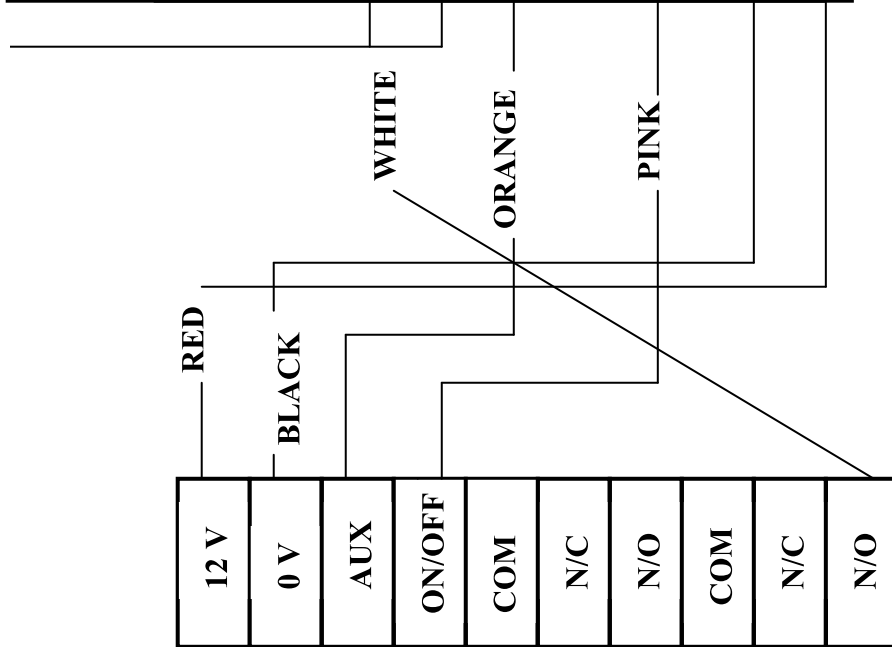 WHITE
ORANGE
PINK
RED
BLACK
12 V
0 V
AUX
ON/OFF
COM
N/C
N/O
COM
N/C
N/O